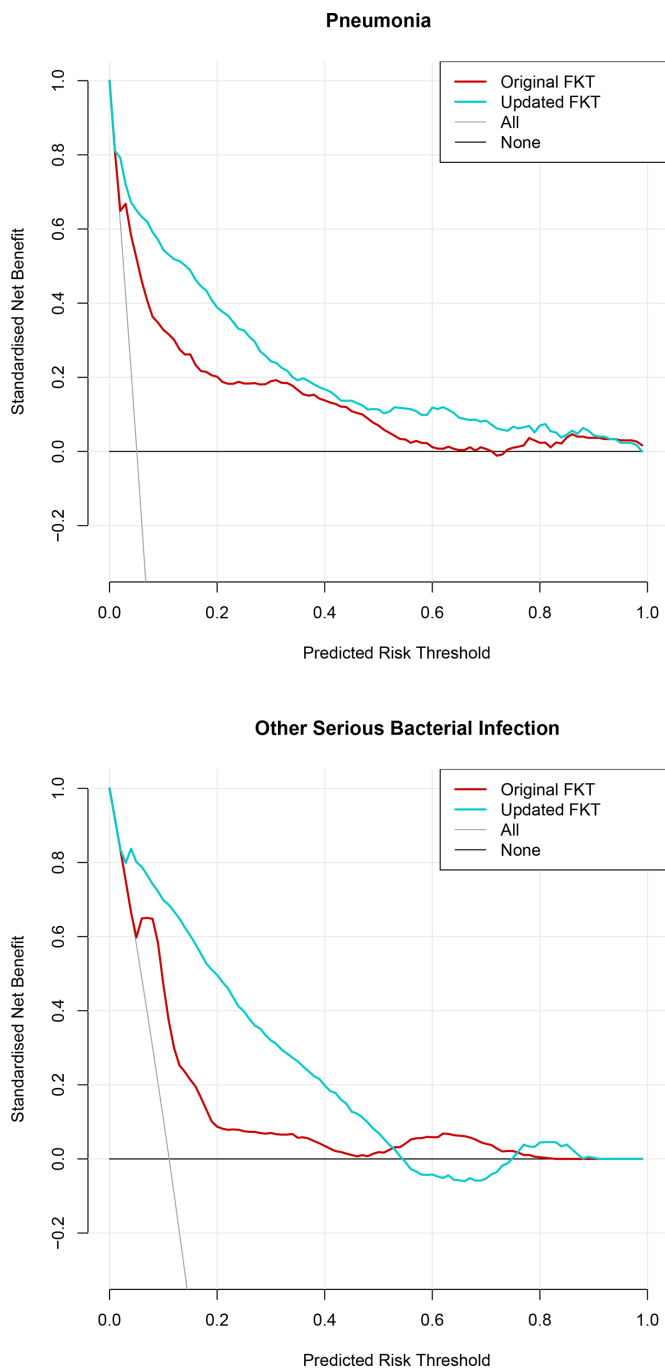 Pneumonia
Original FKT
Updated FKT
All
None
1.0
0.8
0.6
0.4
0.2
0.0
−0.2
Standardised Net Benefit
0.0 0.2 0.4 0.6 0.8 1.0
Predicted Risk Threshold
Other Serious Bacterial Infection
Original FKT
Updated FKT
All
None
1.0
0.8
0.6
0.4
0.2
0.0
−0.2
Standardised Net Benefit
0.0 0.2 0.4 0.6 0.8 1.0
Predicted Risk Threshold